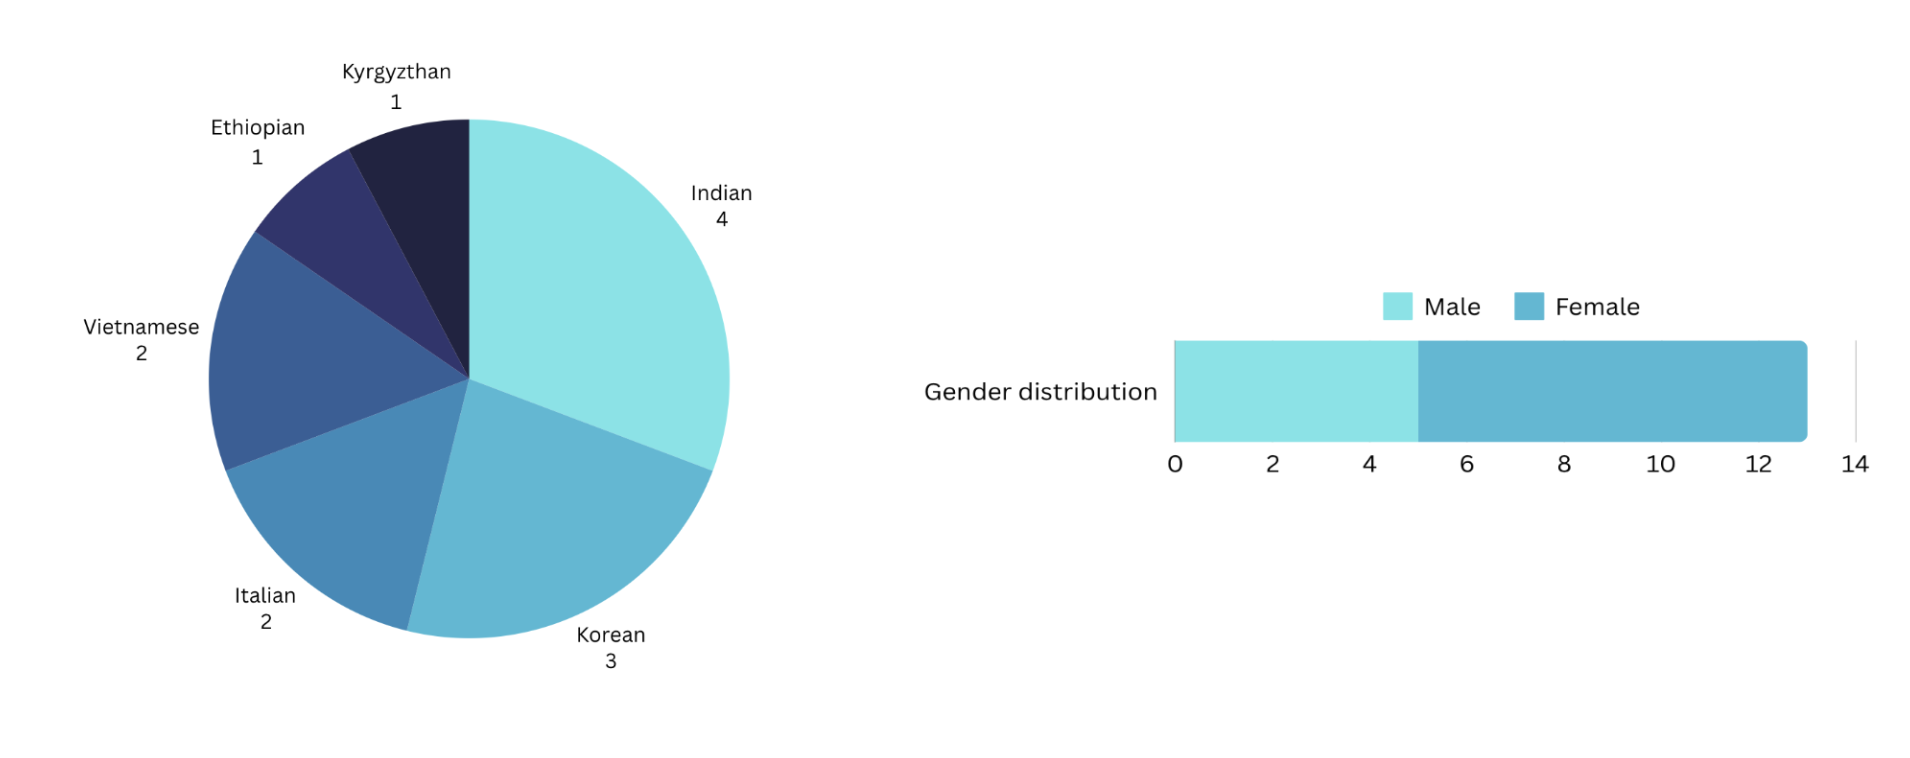 Kyrgyzthan
1
Ethiopian
1
Indian
4
Vietnamese
2
Italian
2
Korean
3
Male Female
Gender distribution
0 2 4 6 8 10 12 14